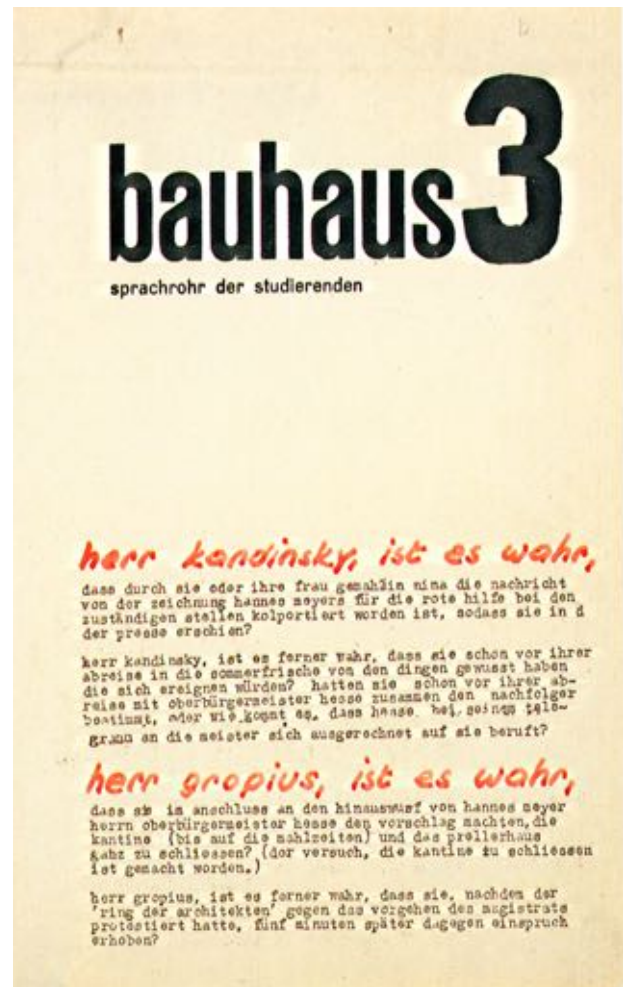 bauhaus3
sprachrohr der studierenden
herr kandinsky, ist es wahr,
dass durch sie oder ihre frau gemahlin nina die nachricht
von der zeichnung hannes meyers für die rote hilfe bei den
zuständigen stellen kolportiert worden ist, sodass sie in d
der presse erschien?
herr kandinsky, ist es ferner wahr, dass sie schon vor ihrer
abreise in die sommerfrische von den dingen gewusst haben
die sich ereignen würden? hatten sie schon vor ihrer ab-
reise mit oberbürgermeister hesse zusammen den nachfolger
bestimmt, oder wie kommt es, dass hesse bei seinem tele-
gramm an die meister sich ausgerechnet auf sie beruft?
herr gropius, ist es wahr,
dass sie im anschluss an den hinauswurf von hannes meyer
herrn oberbürgermeister hesse den vorschlag machten, die
kantine (bis auf die mahlzeiten) und das prellerhaus
ganz zu schliessen? (der versuch, die kantine zu schliessen
ist gemacht worden.)
herr gropius, ist es ferner wahr, dass sie, nachdem der
'ring der architekten' gegen das vorgehen des magistrats
protestiert hatte, fünf minuten später dagegen einspruch
erhoben?